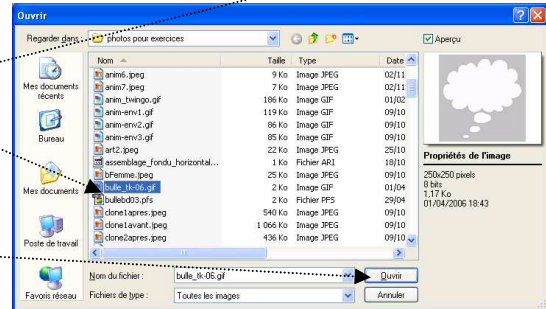 Ouvrir
Regarder dans : photos pour exercices
Aperçu
Nom Taille Type Date
anim6.jpeg 9 Ko Image JPEG 02/11
anim7.jpeg 7 Ko Image JPEG 02/11
anim_twingo.gif 186 Ko Image GIF 01/02
anim-env1.gif 119 Ko Image GIF 09/10
anim-env2.gif 86 Ko Image GIF 09/10
anim-env3.gif 85 Ko Image GIF 09/10
art2.jpeg 22 Ko Image JPEG 25/10
assemblage_fondu_horizontal... 1 Ko Fichier ARI 18/10
bFemme.jpeg 25 Ko Image JPEG 09/10
bulle_tk-06.gif 2 Ko Image GIF 01/04
bullebd03.pfs 2 Ko Fichier PFS 29/04
clone1apres.jpeg 540 Ko Image JPEG 09/10
clone1avant.jpeg 1 066 Ko Image JPEG 09/10
clone2apres.jpeg 436 Ko Image JPEG 09/10
Mes documents récents
Bureau
Mes documents
Poste de travail
Favoris réseau
Nom du fichier : bulle_tk-06.gif Ouvrir
Fichiers de type : Toutes les images Annuler
Propriétés de l'image
250x250 pixels
8 bits
1,17 Ko
01/04/2006 18:43